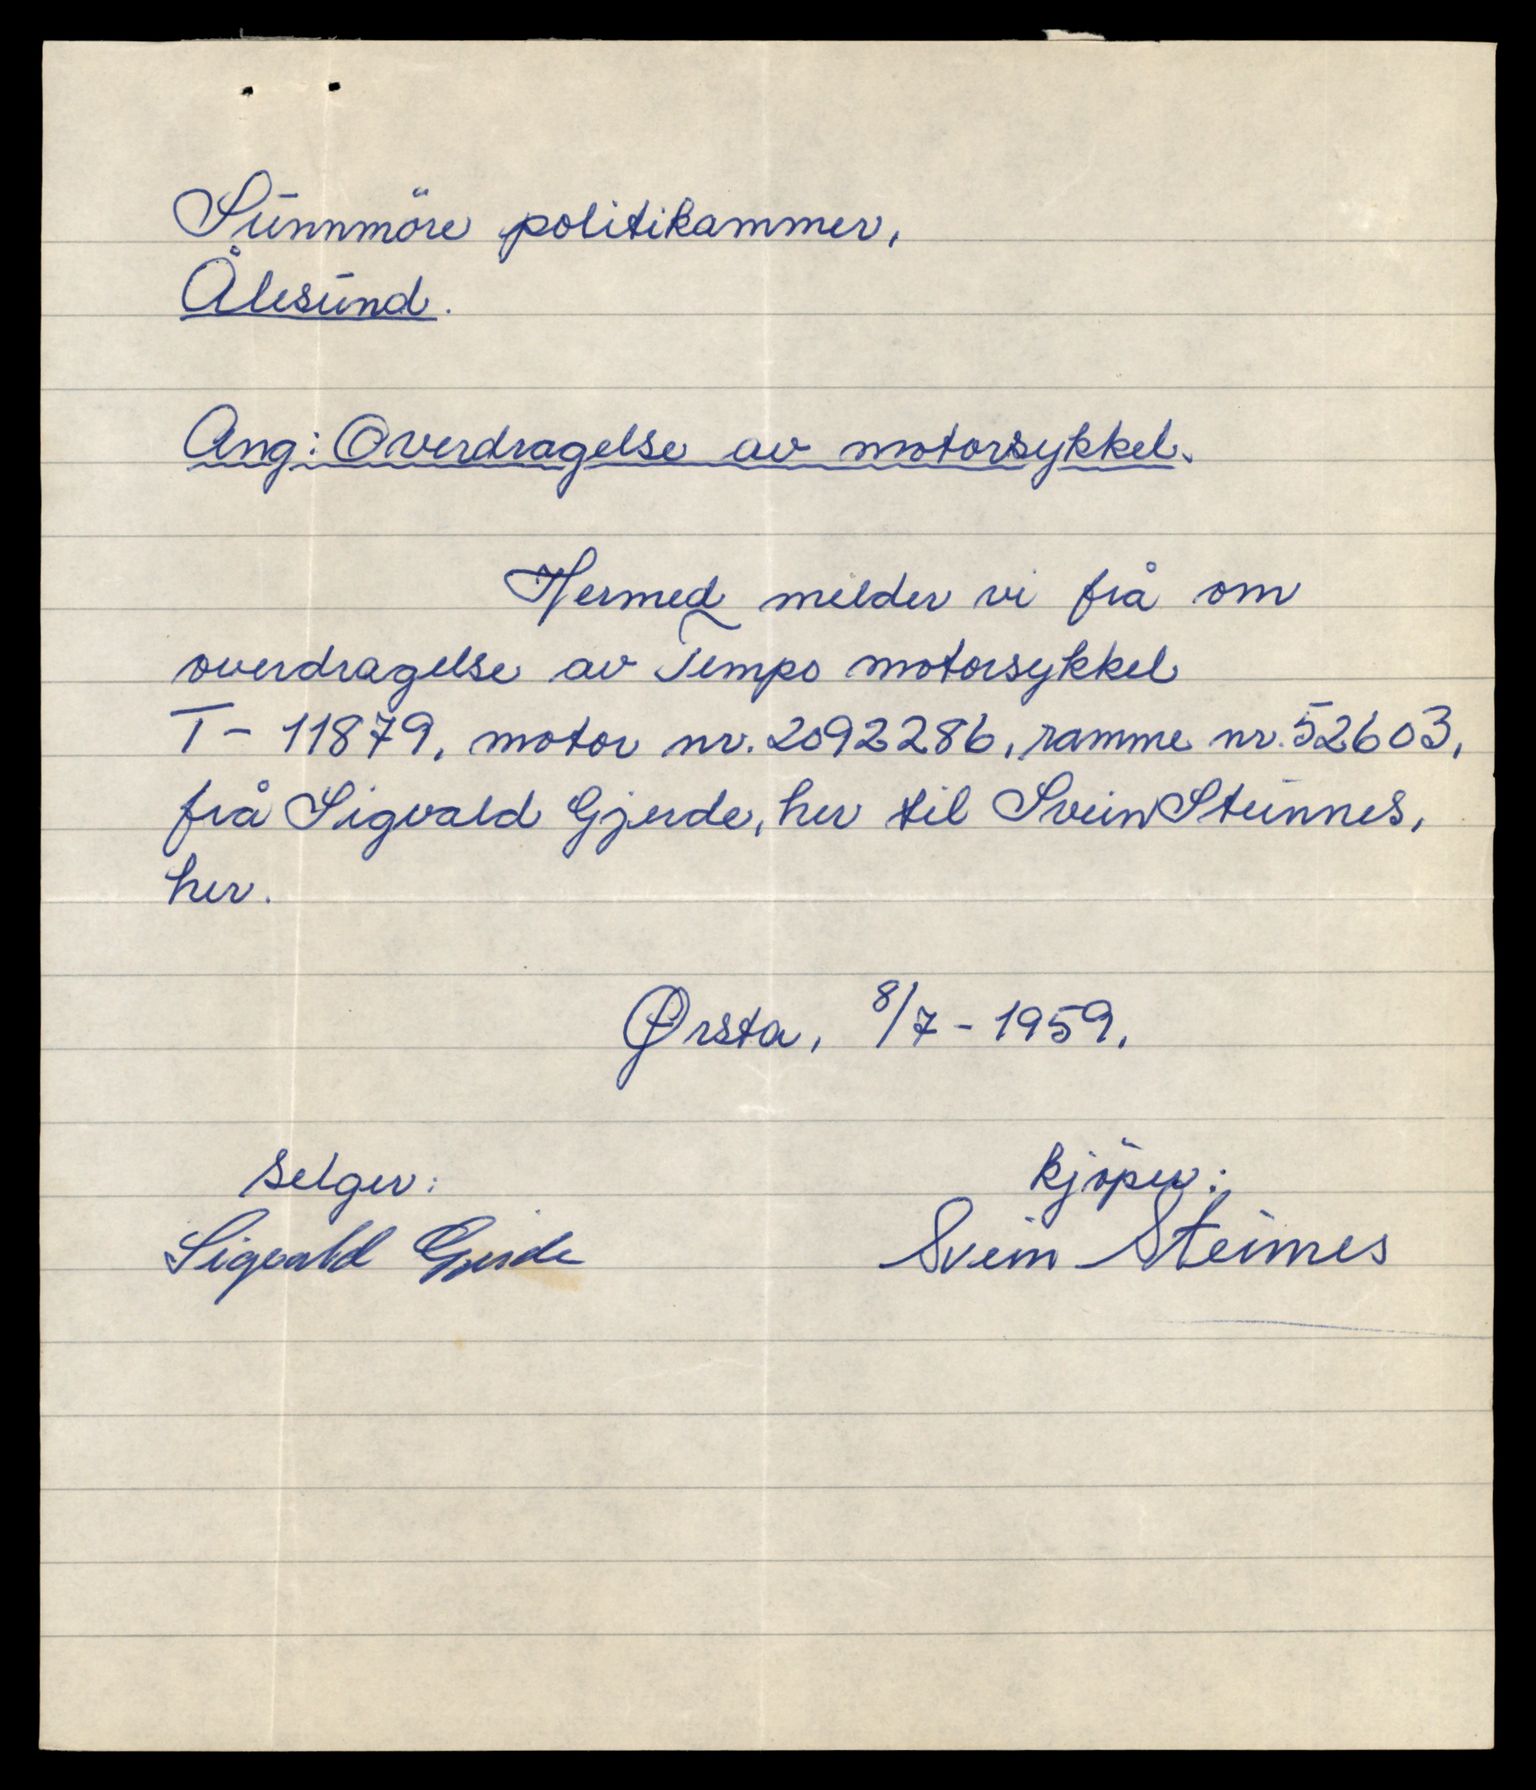 Sunnmöre politikammer,
Ålesund.
Ang: Overdragelse av motorsykkel.
Hermed melder vi frå om
overdragelse av Tempo motorsykkel
T- 11879, motor nr. 2092286, ramme nr. 52603,
frå Sigvald Gjerde, her til Svein Steinnes,
her.
Ørsta, 8/7 - 1959.
selger: kjöper:
Sigvald Gjerde Svein Steinnes